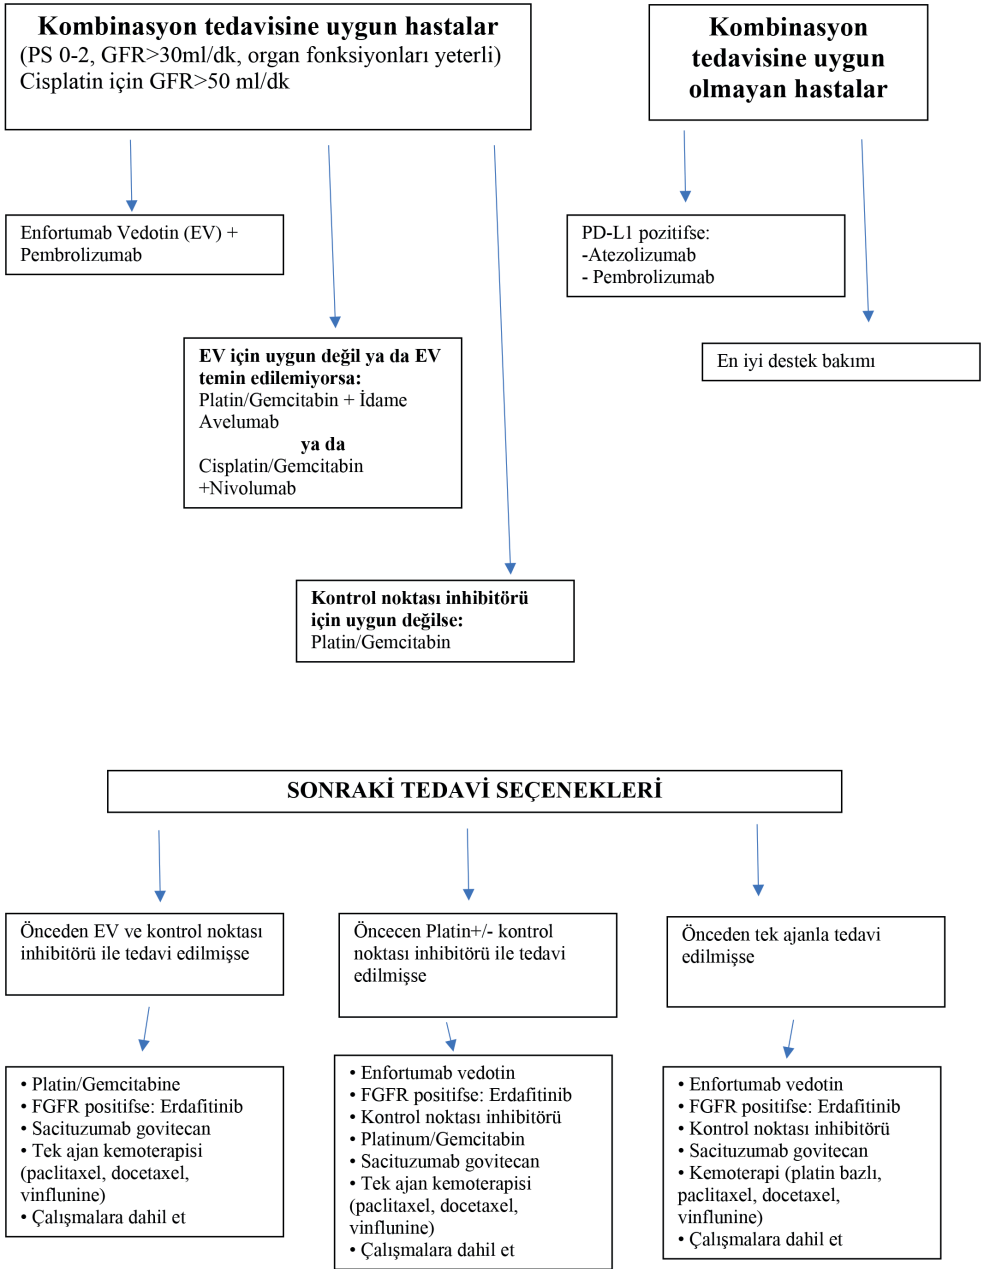 Kombinasyon tedavisine uygun hastalar
(PS 0-2, GFR>30ml/dk, organ fonksiyonları yeterli)
Cisplatin için GFR>50 ml/dk
Kombinasyon
tedavisine uygun
olmayan hastalar
Enfortumab Vedotin (EV) +
Pembrolizumab
PD-L1 pozitifse:
-Atezolizumab
- Pembrolizumab
EV için uygun değil ya da EV
temin edilemiyorsa:
Platin/Gemcitabin + İdame
Avelumab
ya da
Cisplatin/Gemcitabin
+Nivolumab
En iyi destek bakımı
Kontrol noktası inhibitörü
için uygun değilse:
Platin/Gemcitabin
SONRAKİ TEDAVİ SEÇENEKLERİ
Önceden EV ve kontrol noktası
inhibitörü ile tedavi edilmişse
Öncecen Platin+/- kontrol
noktası inhibitörü ile tedavi
edilmişse
Önceden tek ajanla tedavi
edilmişse
• Platin/Gemcitabine
• FGFR positifse: Erdafitinib
• Sacituzumab govitecan
• Tek ajan kemoterapisi
(paclitaxel, docetaxel,
vinflunine)
• Çalışmalara dahil et
• Enfortumab vedotin
• FGFR positifse: Erdafitinib
• Kontrol noktası inhibitörü
• Platinum/Gemcitabin
• Sacituzumab govitecan
• Tek ajan kemoterapisi
(paclitaxel, docetaxel,
vinflunine)
• Çalışmalara dahil et
• Enfortumab vedotin
• FGFR positifse: Erdafitinib
• Kontrol noktası inhibitörü
• Sacituzumab govitecan
• Kemoterapi (platin bazlı,
paclitaxel, docetaxel,
vinflunine)
• Çalışmalara dahil et